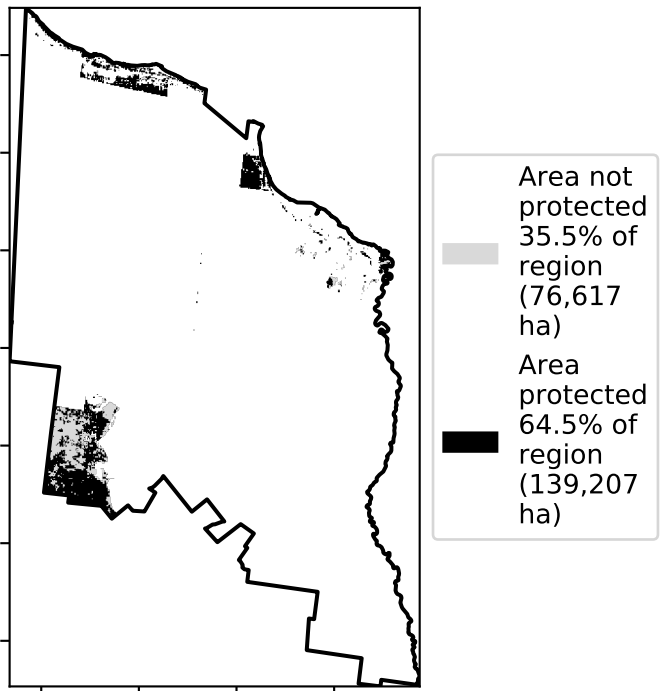 Area not
protected
35.5% of
region
(76,617
ha)
Area
protected
64.5% of
region
(139,207
ha)